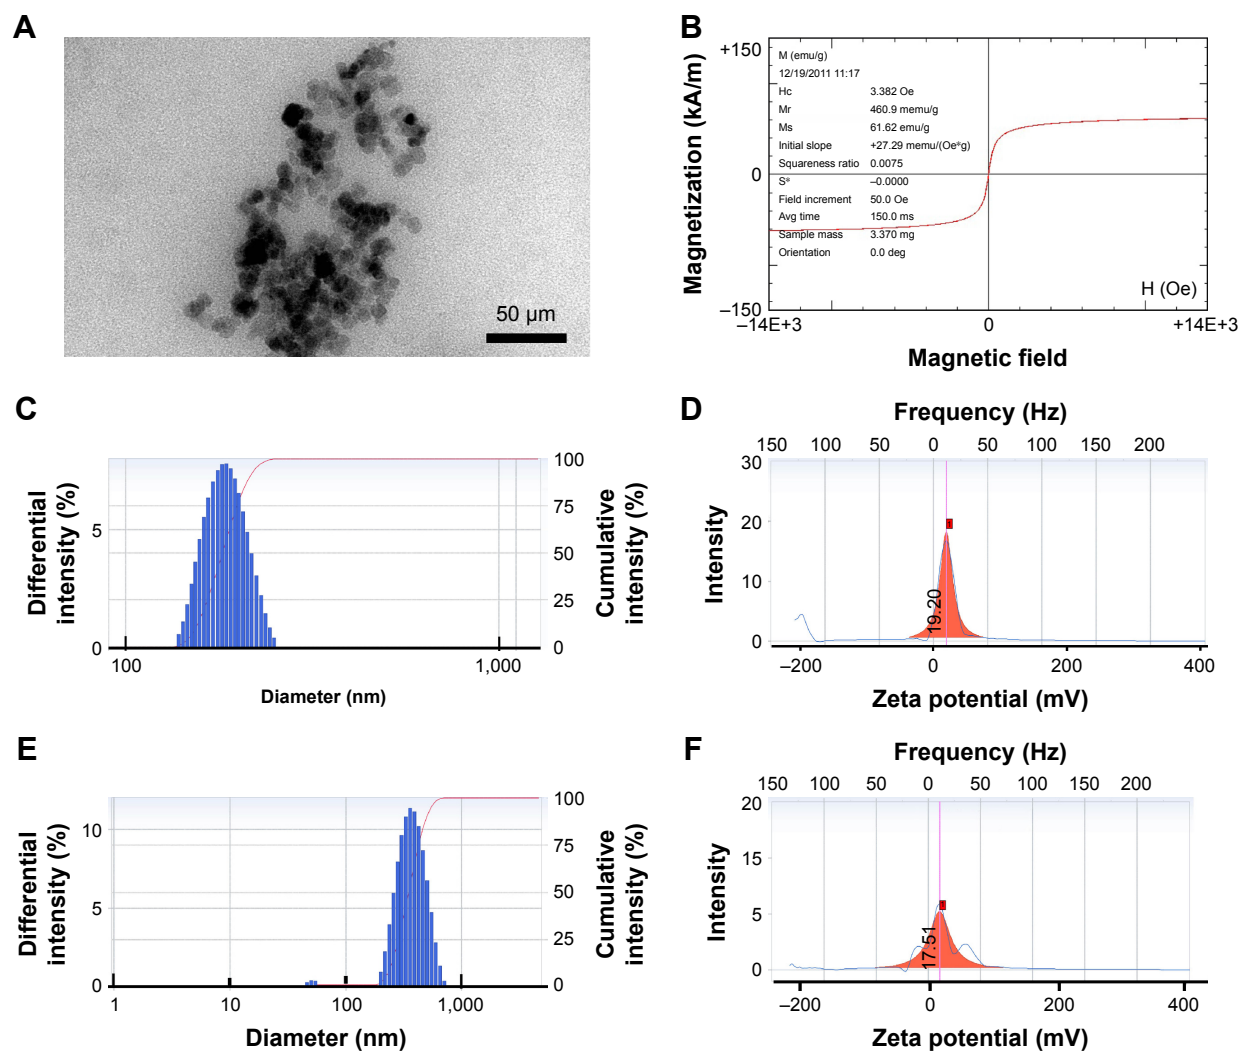 A
50 µm
B
Magnetization (kA/m)
+150
0
–150
M (emu/g)
12/19/2011 11:17
Hc 3.382 Oe
Mr 460.9 memu/g
Ms 61.62 emu/g
Initial slope +27.29 memu/(Oe*g)
Squareness ratio 0.0075
S* –0.0000
Field increment 50.0 Oe
Avg time 150.0 ms
Sample mass 3.370 mg
Orientation 0.0 deg
H (Oe)
–14E+3 0 +14E+3
Magnetic field
C
Differential
intensity (%)
5
0
100
75
50
25
0
Cumulative
intensity (%)
100 1,000
Diameter (nm)
D
Frequency (Hz)
150 100 50 0 50 100 150 200
Intensity
30
20
10
0
19.20
–200 0 200 400
Zeta potential (mV)
E
Differential
intensity (%)
10
5
0
100
75
50
25
0
Cumulative
intensity (%)
1 10 100 1,000
Diameter (nm)
F
Frequency (Hz)
150 100 50 0 50 100 150 200
Intensity
20
15
5
0
17.51
–200 0 200 400
Zeta potential (mV)